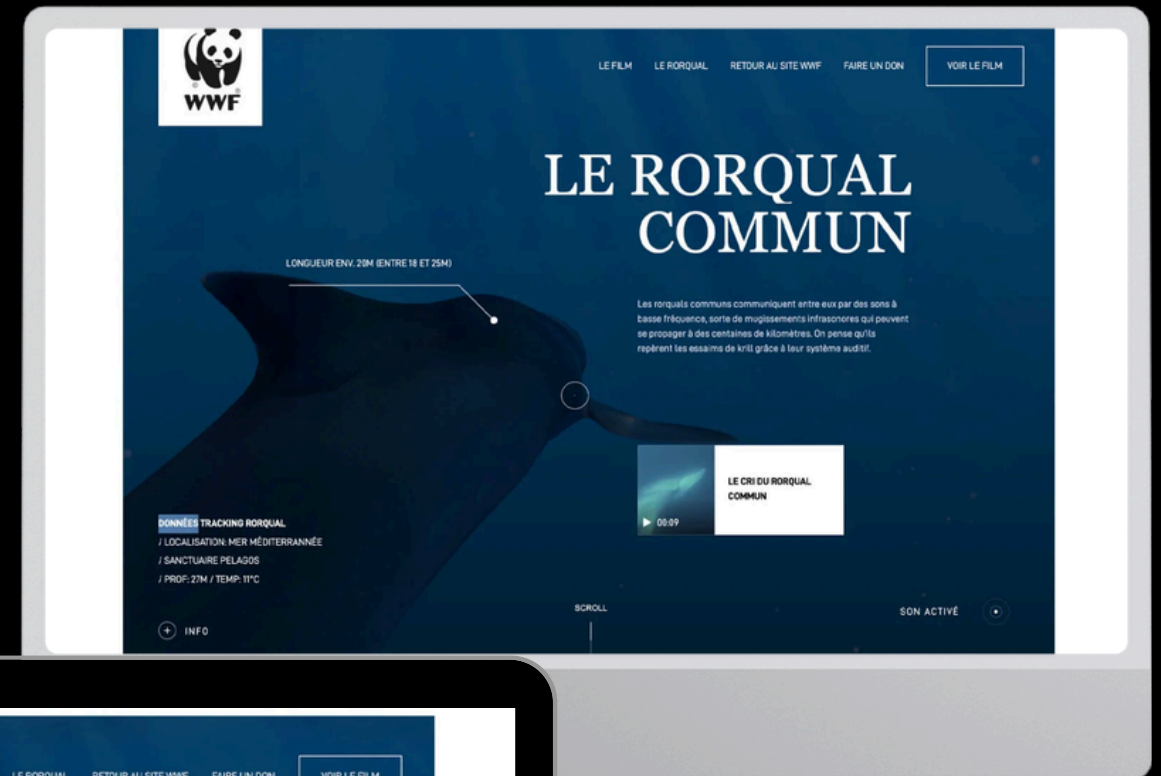 WWF
LE FILM LE RORQUAL RETOUR AU SITE WWF FAIRE UN DON VOIR LE FILM
LE RORQUAL
COMMUN
LONGUEUR ENV. 20M (ENTRE 18 ET 25M)
Les rorquals communs communiquent entre eux par des sons à
basse fréquence, sorte de mugissements infrasonores qui peuvent
se propager à des centaines de kilomètres. On pense qu'ils
repèrent les essaims de krill grâce à leur système auditif.
LE CRI DU RORQUAL
COMMUN
00:09
DONNÉES TRACKING RORQUAL
/ LOCALISATION: MER MÉDITERRANNÉE
/ SANCTUAIRE PELAGOS
/ PROF: 27M / TEMP: 11°C
SCROLL
SON ACTIVÉ
INFO
LE RORQUAL RETOUR AU SITE WWF FAIRE UN DON VOIR LE FILM